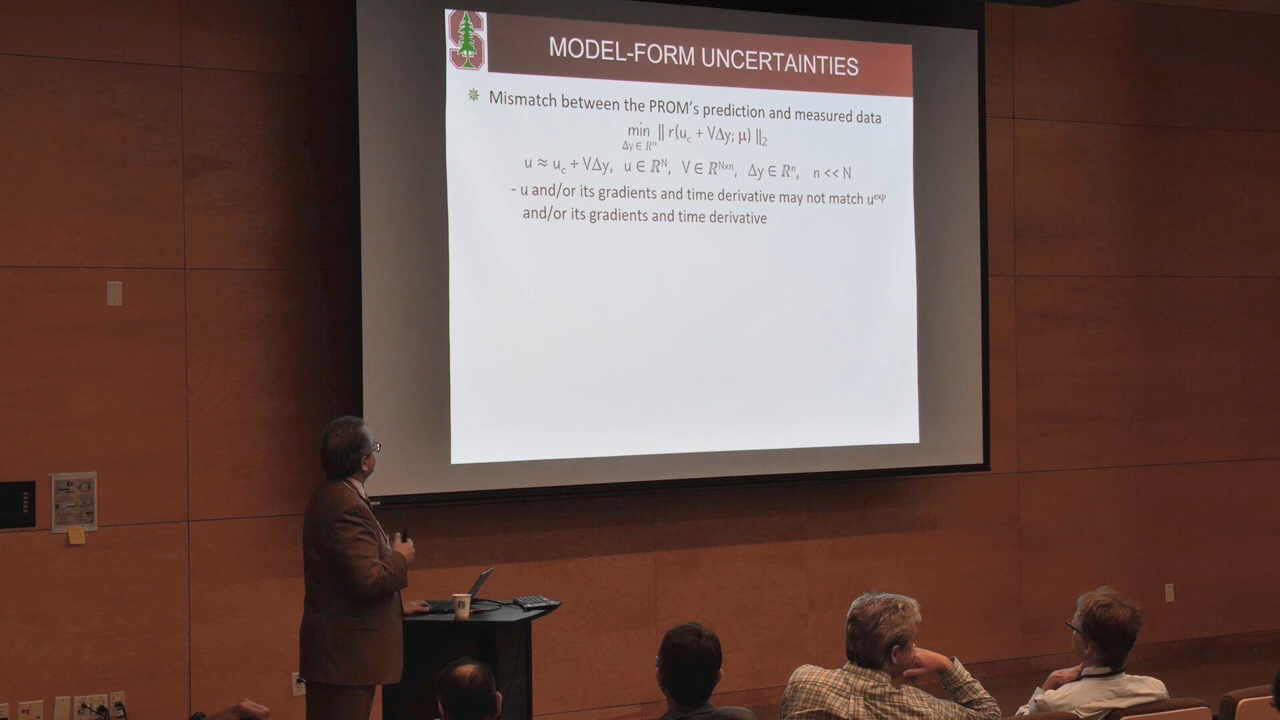 S
MODEL-FORM UNCERTAINTIES
Mismatch between the PROM's prediction and measured data
min ‖ r(u_c + VΔy; μ) ‖₂
Δy ∈ ℝⁿ
u ≈ u_c + VΔy, u ∈ ℝᴺ, V ∈ ℝᴺˣⁿ, Δy ∈ ℝⁿ, n << N
- u and/or its gradients and time derivative may not match uᵉˣᵖ
and/or its gradients and time derivative